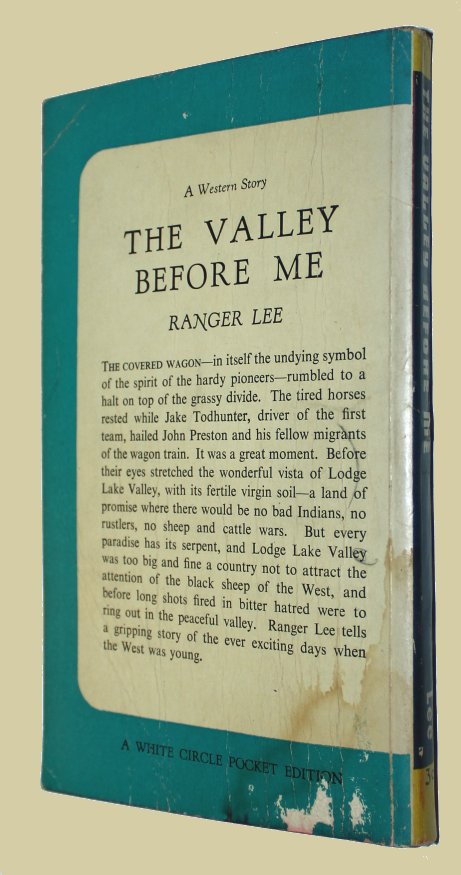 A Western Story
THE VALLEY
BEFORE ME
RANGER LEE
THE COVERED WAGON—in itself the undying symbol
of the spirit of the hardy pioneers—rumbled to a
halt on top of the grassy divide. The tired horses
rested while Jake Todhunter, driver of the first
team, hailed John Preston and his fellow migrants
of the wagon train. It was a great moment. Before
their eyes stretched the wonderful vista of Lodge
Lake Valley, with its fertile virgin soil—a land of
promise where there would be no bad Indians, no
rustlers, no sheep and cattle wars. But every
paradise has its serpent, and Lodge Lake Valley
was too big and fine a country not to attract the
attention of the black sheep of the West, and
before long shots fired in bitter hatred were to
ring out in the peaceful valley. Ranger Lee tells
a gripping story of the ever exciting days when
the West was young.
A WHITE CIRCLE POCKET EDITION
THE VALLEY BEFORE ME
LEE